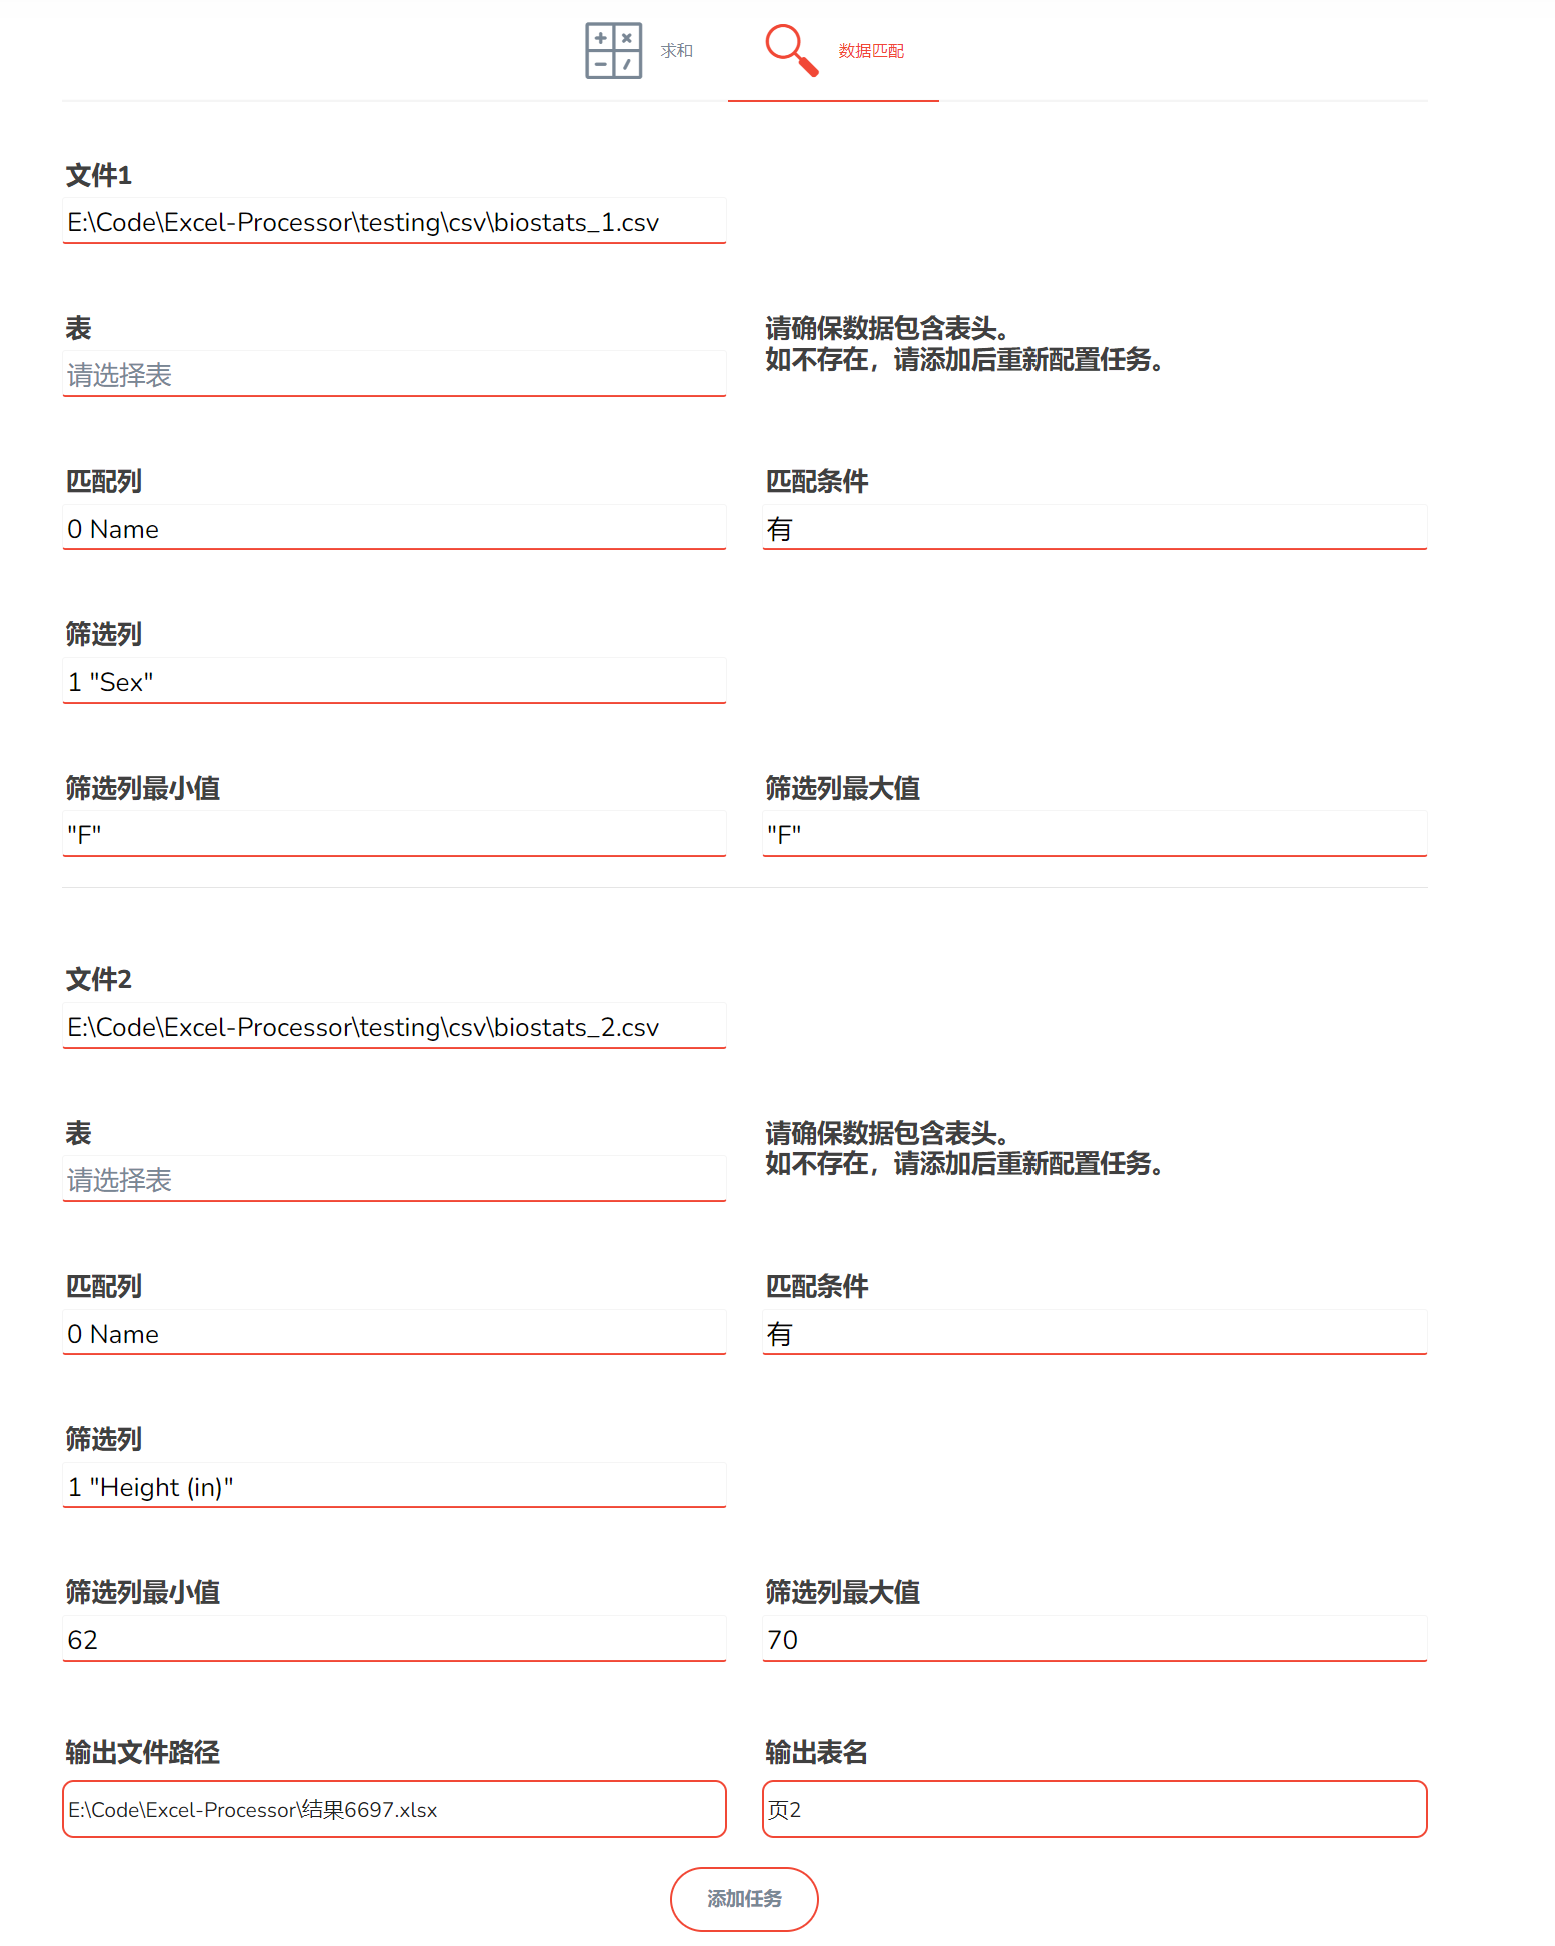 求和
数据匹配
文件1
E:\Code\Excel-Processor\testing\csv\biostats_1.csv
表
请确保数据包含表头。
如不存在，请添加后重新配置任务。
请选择表
匹配列
匹配条件
0 Name
有
筛选列
1 "Sex"
筛选列最小值
筛选列最大值
"F"
"F"
文件2
E:\Code\Excel-Processor\testing\csv\biostats_2.csv
表
请确保数据包含表头。
如不存在，请添加后重新配置任务。
请选择表
匹配列
匹配条件
0 Name
有
筛选列
1 "Height (in)"
筛选列最小值
筛选列最大值
62
70
输出文件路径
输出表名
E:\Code\Excel-Processor\结果6697.xlsx
页2
添加任务